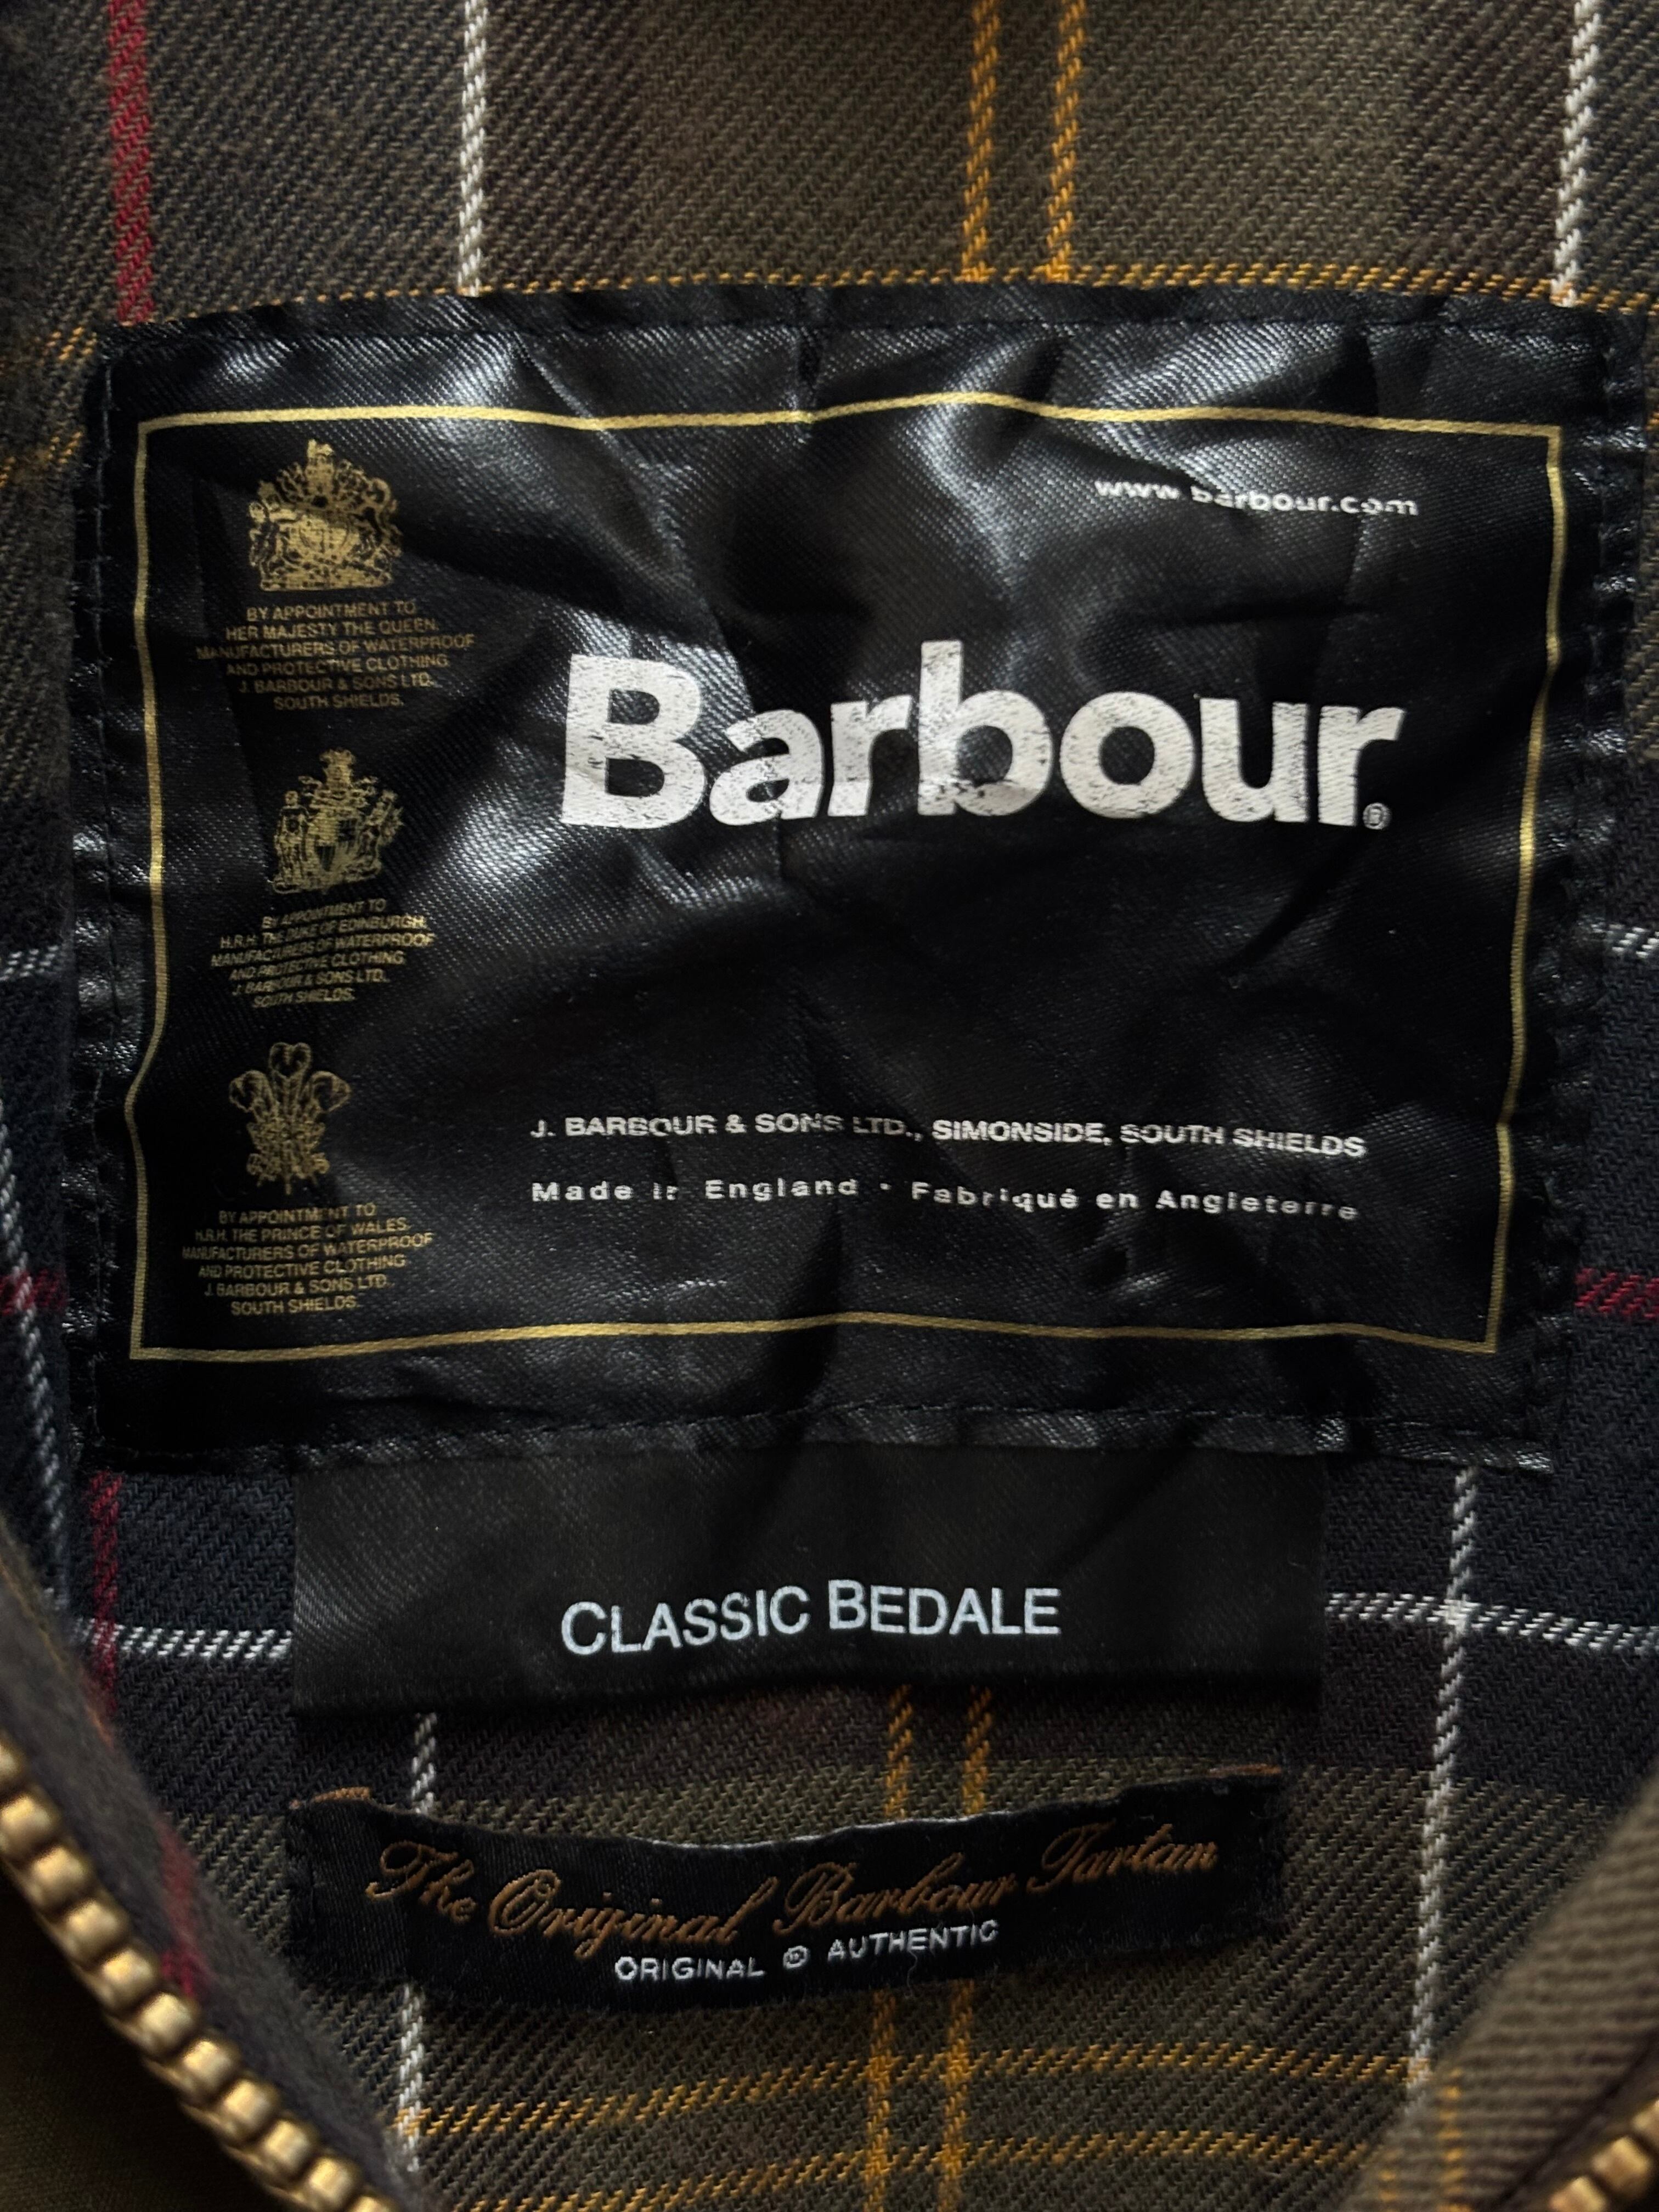 www.barbour.com
BY APPOINTMENT TO
HER MAJESTY THE QUEEN.
MANUFACTURERS OF WATERPROOF
AND PROTECTIVE CLOTHING
J. BARBOUR & SONS LTD.
SOUTH SHIELDS.
Barbour®
BY APPOINTMENT TO
H.R.H. THE DUKE OF EDINBURGH.
MANUFACTURERS OF WATERPROOF
AND PROTECTIVE CLOTHING
J. BARBOUR & SONS LTD.
SOUTH SHIELDS.
BY APPOINTMENT TO
H.R.H. THE PRINCE OF WALES.
MANUFACTURERS OF WATERPROOF
AND PROTECTIVE CLOTHING
J. BARBOUR & SONS LTD.
SOUTH SHIELDS.
J. BARBOUR & SONS LTD., SIMONSIDE, SOUTH SHIELDS
Made in England · Fabriqué en Angleterre
CLASSIC BEDALE
The Original Barbour Tartan
ORIGINAL @ AUTHENTIC